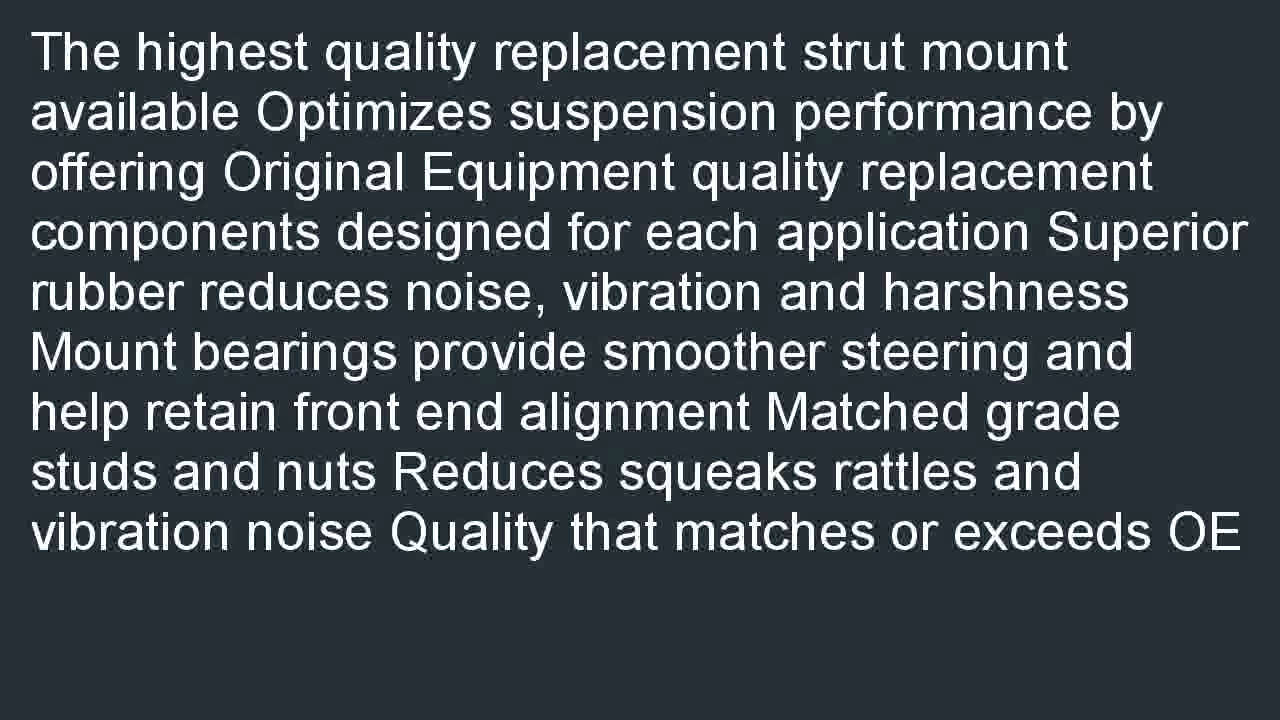 The highest quality replacement strut mount
available Optimizes suspension performance by
offering Original Equipment quality replacement
components designed for each application Superior
rubber reduces noise, vibration and harshness
Mount bearings provide smoother steering and
help retain front end alignment Matched grade
studs and nuts Reduces squeaks rattles and
vibration noise Quality that matches or exceeds OE